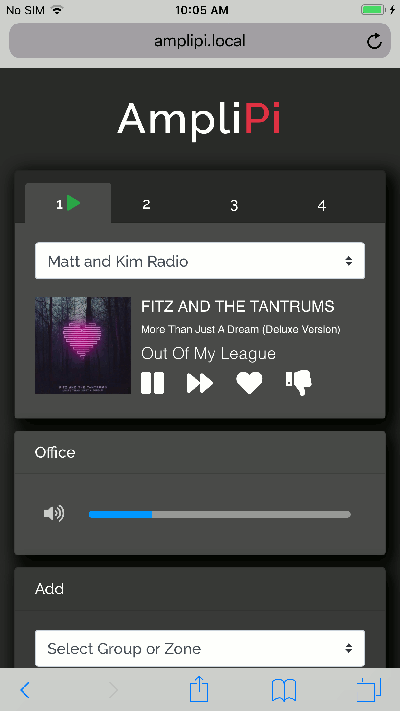 No SIM 10:05 AM
amplipi.local
AmpliPi
1 2 3 4
Matt and Kim Radio
FITZ AND THE TANTRUMS
More Than Just A Dream (Deluxe Version)
Out Of My League
Office
Add
Select Group or Zone